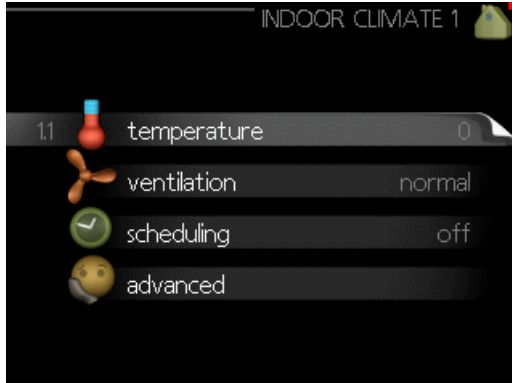 INDOOR CLIMATE 1
1.1 temperature 0
ventilation normal
scheduling off
advanced